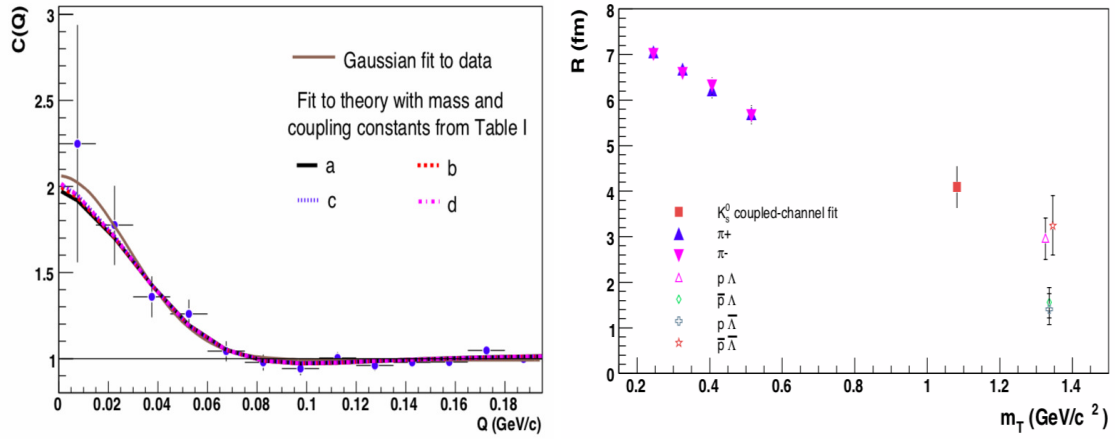 C(Q)
3
2.5
2
1.5
1
Gaussian fit to data
Fit to theory with mass and
coupling constants from Table I
a
b
c
d
0 0.02 0.04 0.06 0.08 0.1 0.12 0.14 0.16 0.18
Q (GeV/c)
R (fm)
8
7
6
5
4
3
2
1
0
K⁰ₛ coupled-channel fit
π+
π-
p Λ
p̅ Λ
p Λ̅
p̅ Λ̅
0.2 0.4 0.6 0.8 1 1.2 1.4
m_T (GeV/c²)